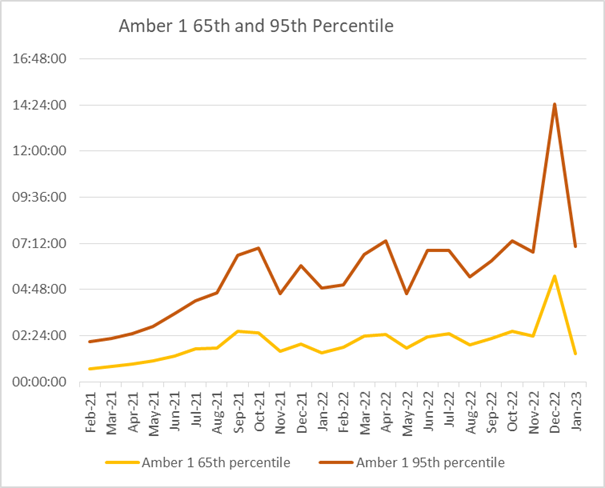 Amber 1 65th and 95th Percentile
16:48:00
14:24:00
12:00:00
09:36:00
07:12:00
04:48:00
02:24:00
00:00:00
Feb-21
Mar-21
Apr-21
May-21
Jun-21
Jul-21
Aug-21
Sep-21
Oct-21
Nov-21
Dec-21
Jan-22
Feb-22
Mar-22
Apr-22
May-22
Jun-22
Jul-22
Aug-22
Sep-22
Oct-22
Nov-22
Dec-22
Jan-23
Amber 1 65th percentile
Amber 1 95th percentile